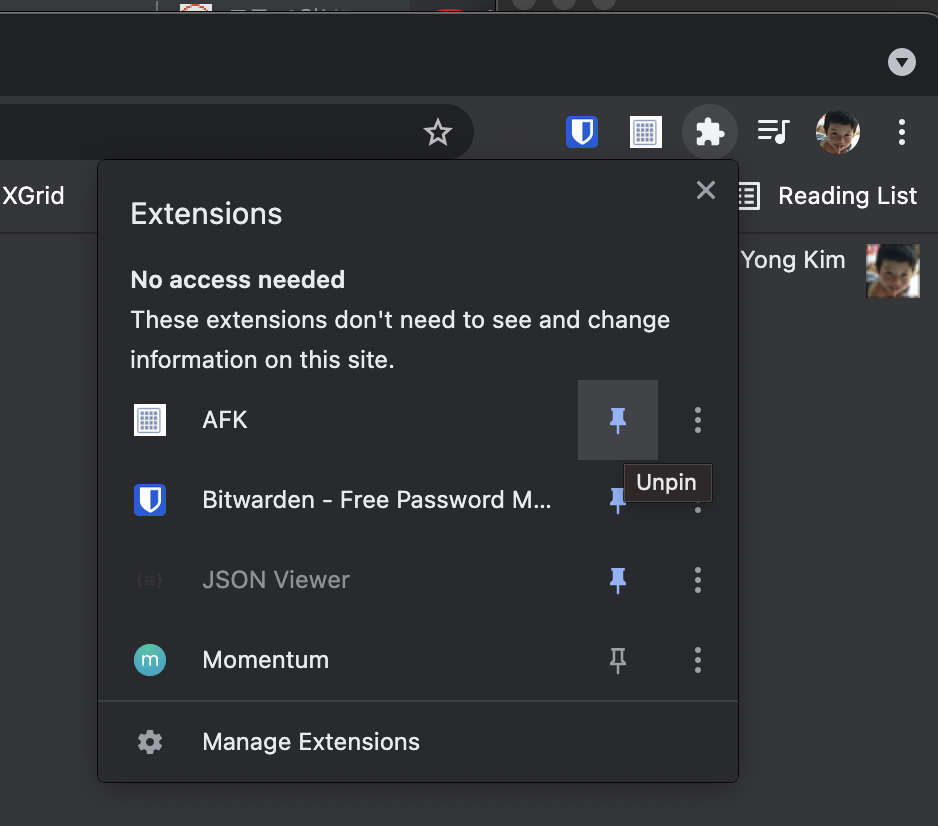 XGrid
Reading List
Yong Kim
Extensions
No access needed
These extensions don't need to see and change
information on this site.
AFK
Unpin
Bitwarden - Free Password M...
{≡} JSON Viewer
m Momentum
Manage Extensions